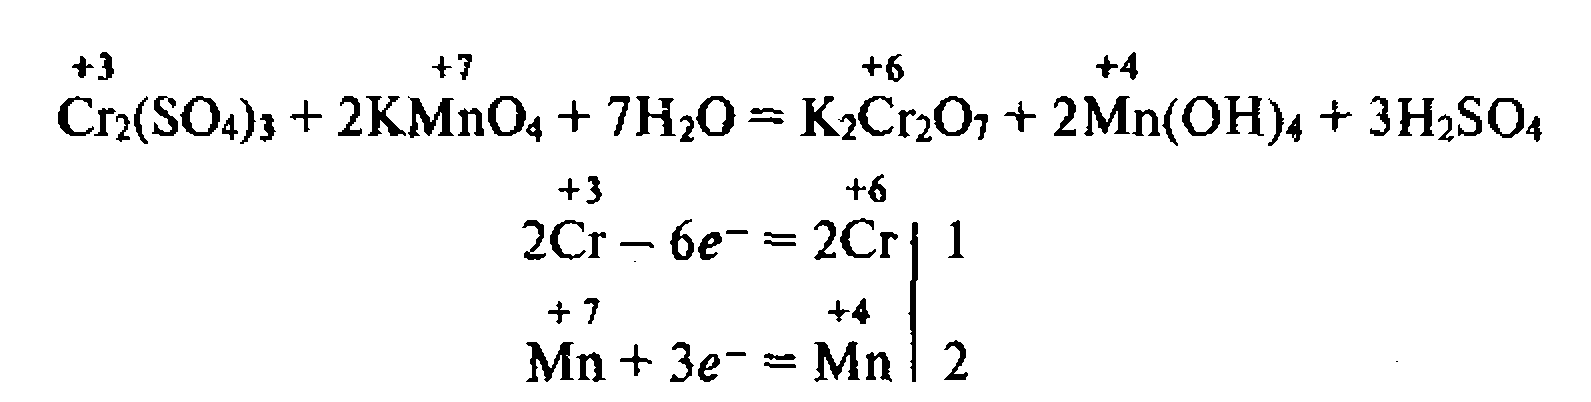 +3 +7 +6 +4
Cr₂(SO₄)₃ + 2KMnO₄ + 7H₂O = K₂Cr₂O₇ + 2Mn(OH)₄ + 3H₂SO₄
+3 +6
2Cr – 6e⁻ = 2Cr | 1
+ 7 +4
Mn + 3e⁻ = Mn | 2